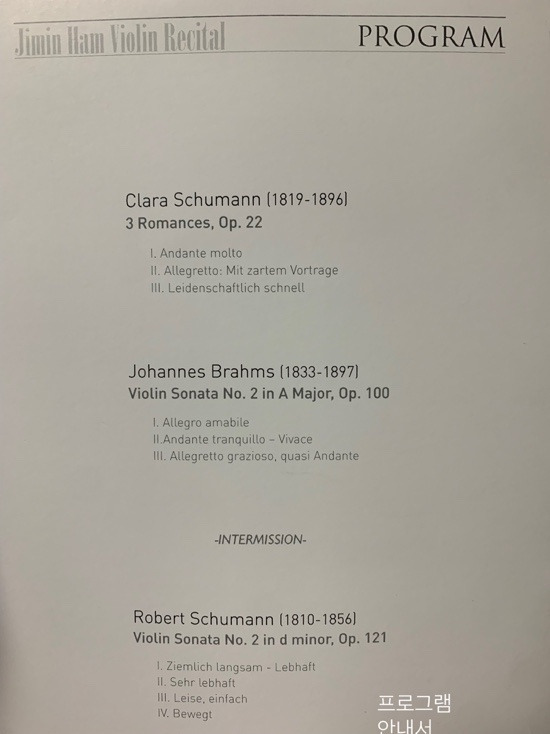 Jimin Ham Violin Recital
PROGRAM
Clara Schumann (1819-1896)
3 Romances, Op. 22
I. Andante molto
II. Allegretto: Mit zartem Vortrage
III. Leidenschaftlich schnell
Johannes Brahms (1833-1897)
Violin Sonata No. 2 in A Major, Op. 100
I. Allegro amabile
II.Andante tranquillo – Vivace
III. Allegretto grazioso, quasi Andante
-INTERMISSION-
Robert Schumann (1810-1856)
Violin Sonata No. 2 in d minor, Op. 121
I. Ziemlich langsam - Lebhaft
II. Sehr lebhaft
III. Leise, einfach
IV. Bewegt
프로그램
안내서